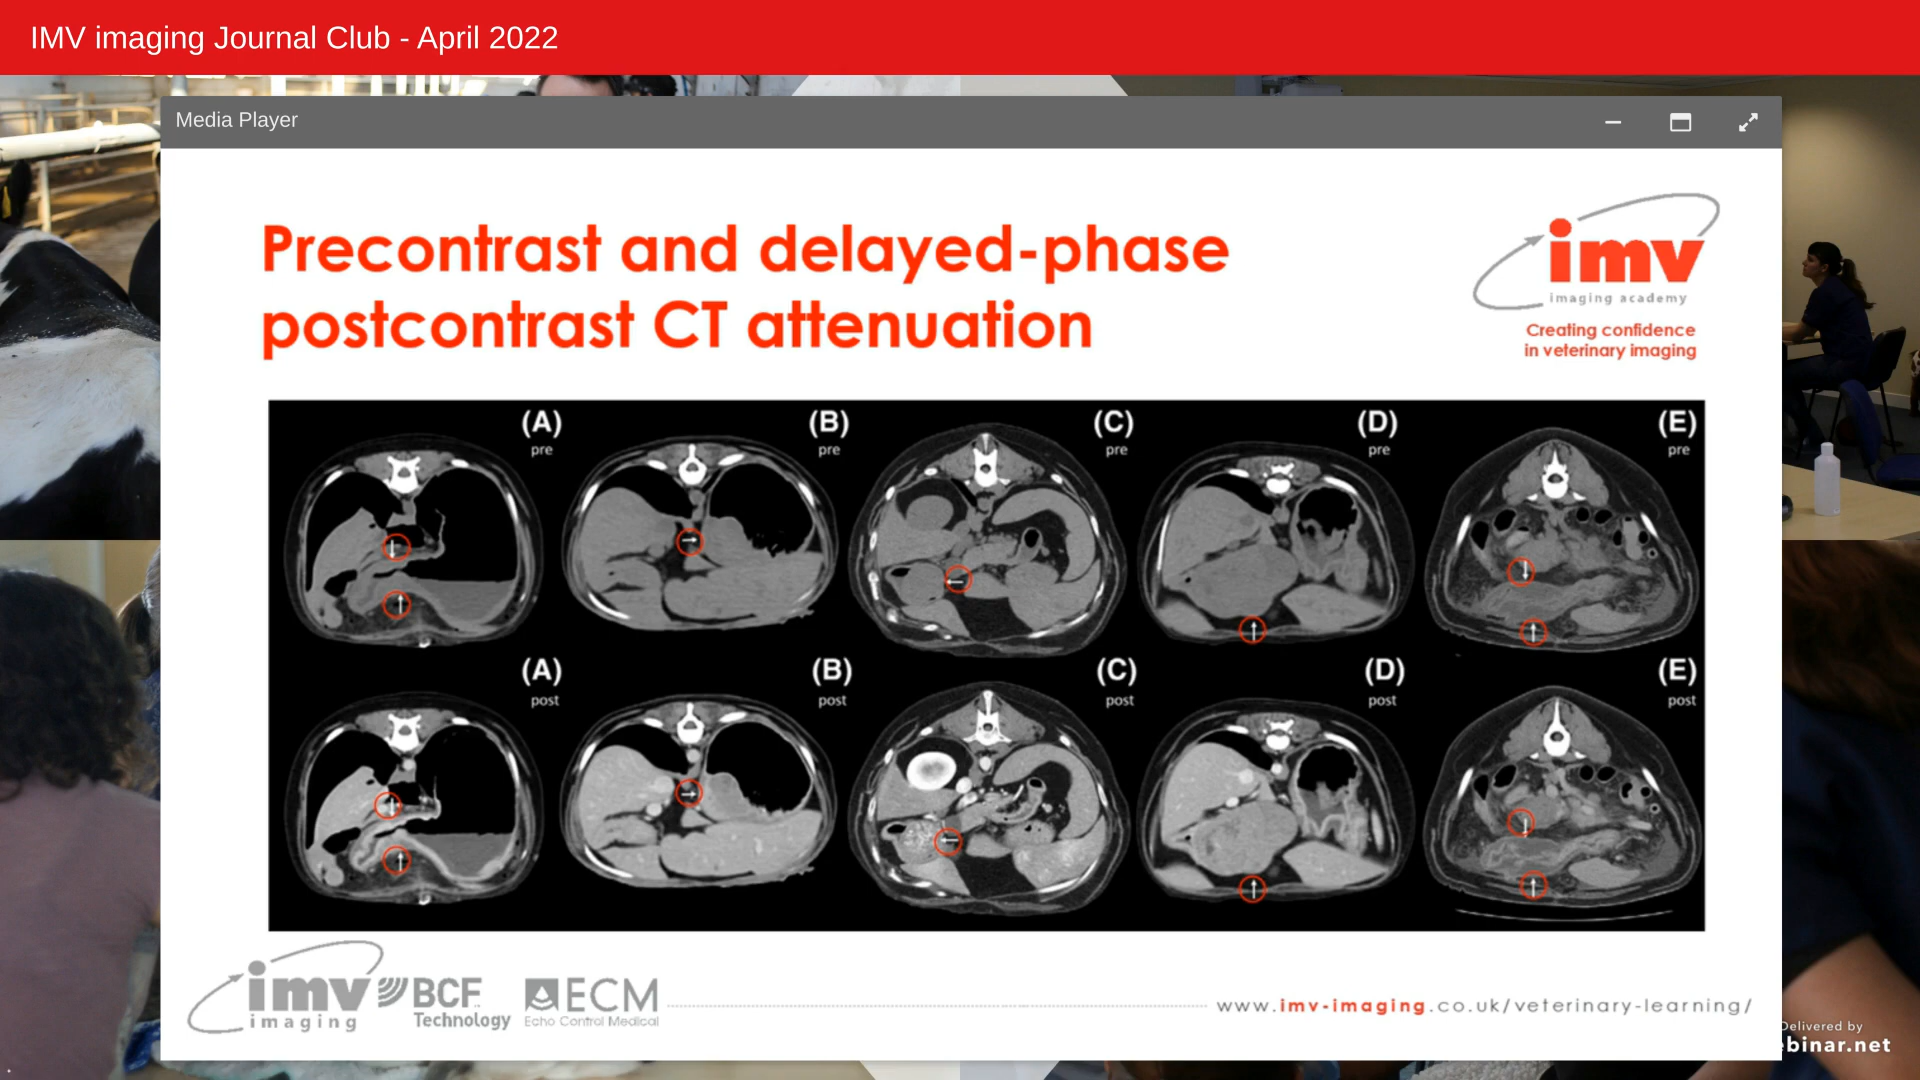 IMV imaging Journal Club - April 2022
Media Player
Precontrast and delayed-phase
postcontrast CT attenuation
imv
imaging academy
Creating confidence
in veterinary imaging
(A)
pre
(B)
pre
(C)
pre
(D)
pre
(E)
pre
(A)
post
(B)
post
(C)
post
(D)
post
(E)
post
imv
imaging
BCF
Technology
ECM
Echo Control Medical
www.imv-imaging.co.uk/veterinary-learning/
Delivered by
ebinar.net